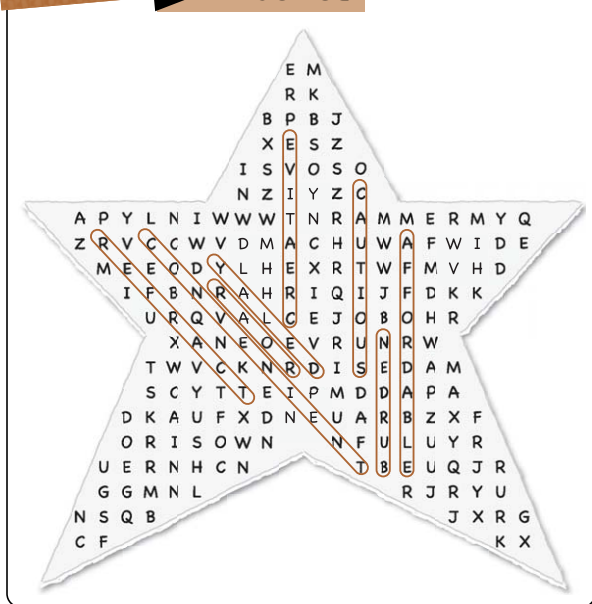 E M
R K
B P B J
X E S Z
I S V O S O
N Z I Y Z C
A P Y L N I W W W T N R A M M E R M Y Q
Z R V C C W V D M A C H U W A F W I D E
M E E O D Y L H E X R T W F M V H D
I F B N R A H R I Q I J F D K K
U R Q V A L C E J O B O H R
X A N E O E V R U N R W
T W V C K N R D I S E D A M
S C Y T T E I P M D D A P A
D K A U F X D N E U A R B Z X F
O R I S O W N N F U L U Y R
U E R N H C N T B E U Q J R
G G M N L R J R Y U
N S Q B J X R G
C F K X